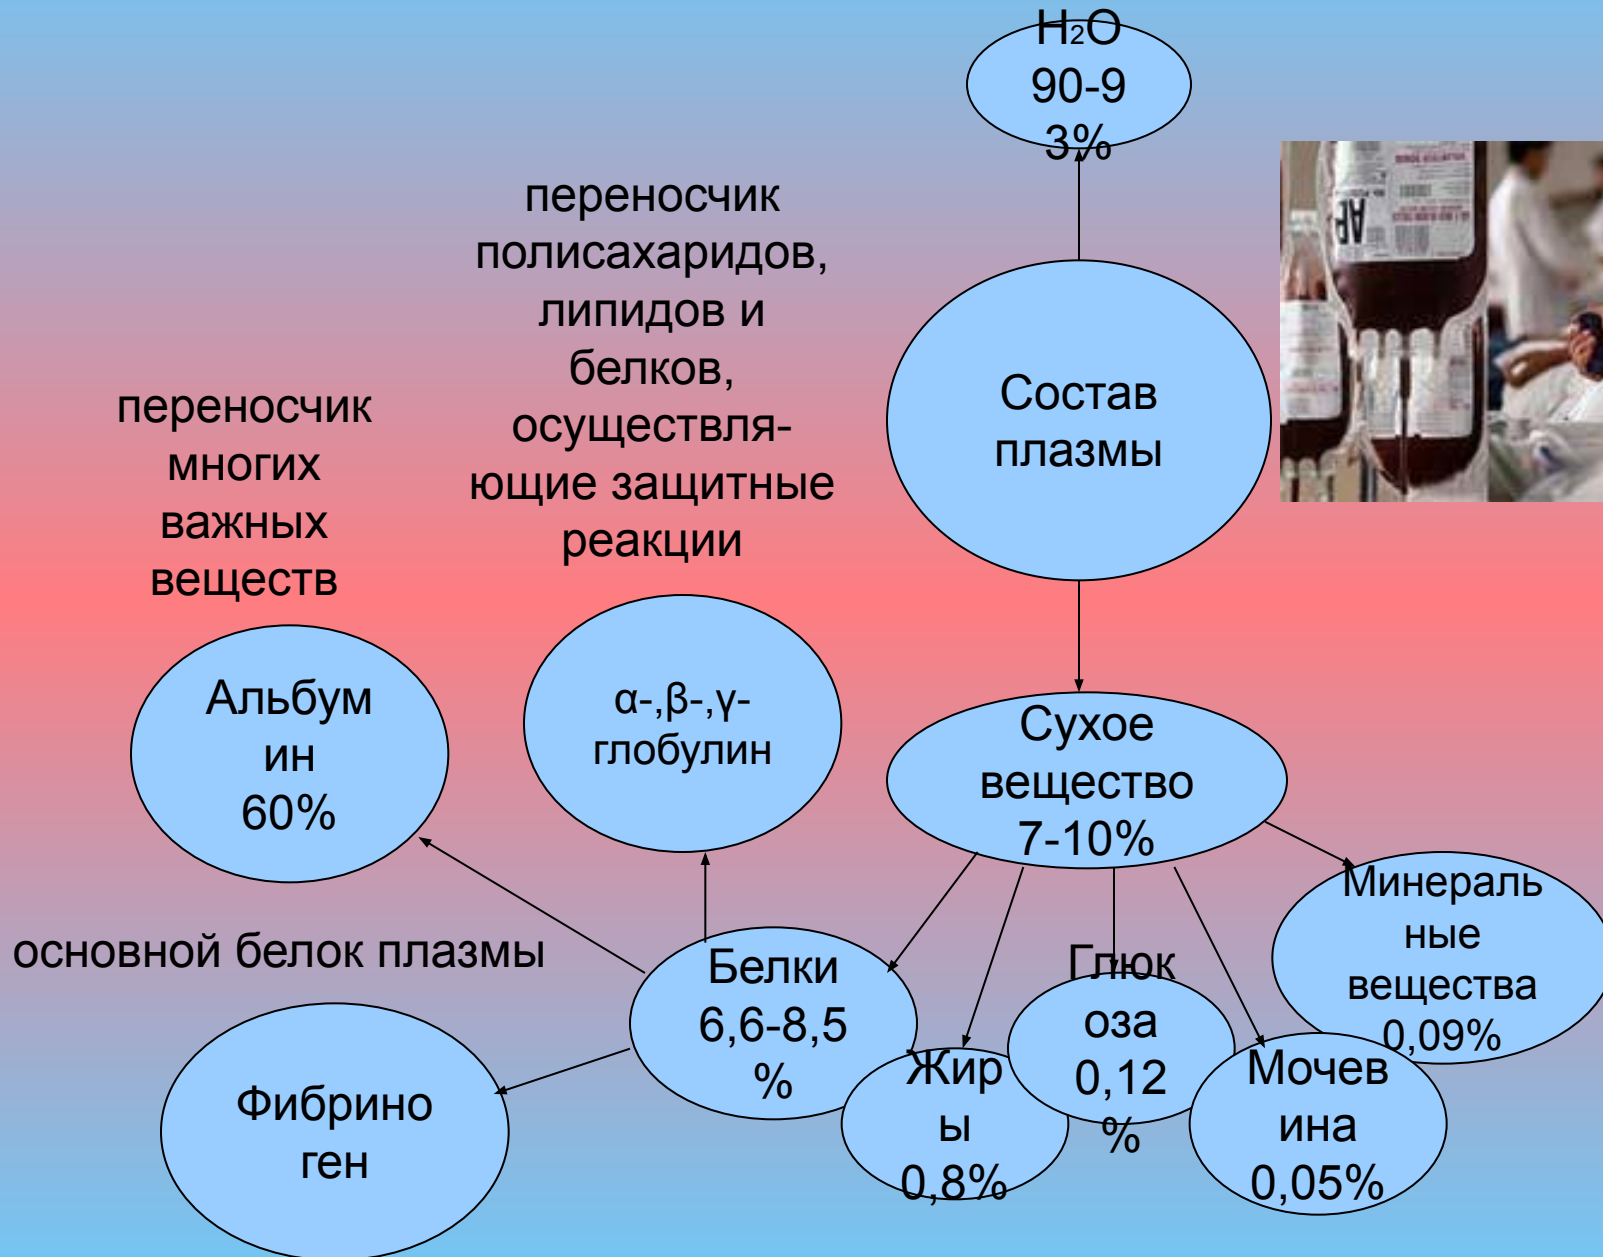 H2O
90-9
3%
переносчик
полисахаридов,
липидов и
белков,
осуществля-
ющие защитные
реакции
переносчик
многих
важных
веществ
Состав
плазмы
Альбум
ин
60%
α-,β-,γ-
глобулин
Сухое
вещество
7-10%
основной белок плазмы
Фибрино
ген
Белки
6,6-8,5
%
Жир
ы
0,8%
Глюк
оза
0,12
%
Мочев
ина
0,05%
Минераль
ные
вещества
0,09%
AP